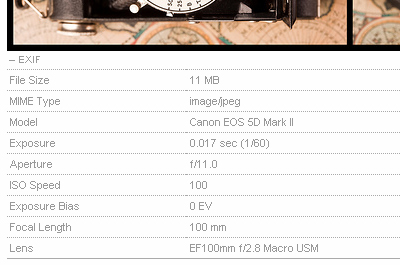 – EXIF
File Size 11 MB
MIME Type image/jpeg
Model Canon EOS 5D Mark II
Exposure 0.017 sec (1/60)
Aperture f/11.0
ISO Speed 100
Exposure Bias 0 EV
Focal Length 100 mm
Lens EF100mm f/2.8 Macro USM